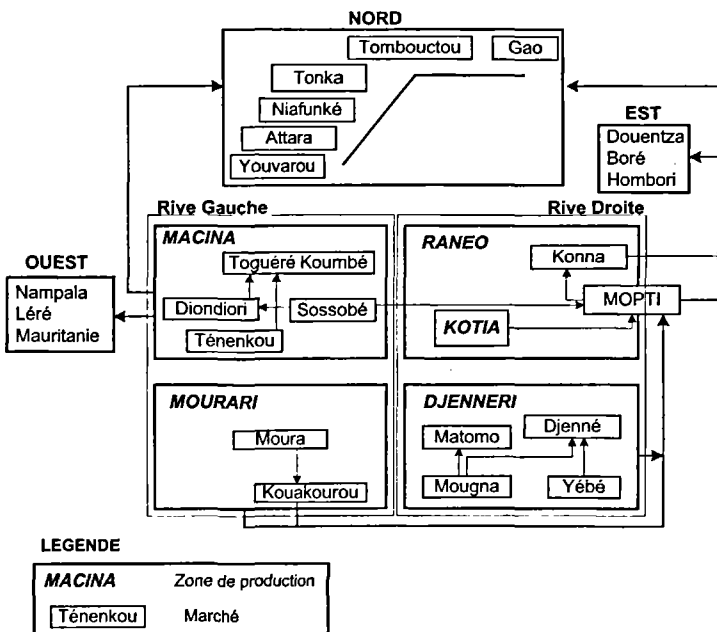 NORD
Tombouctou
Gao
Tonka
Niafunké
Attara
Youvarou
EST
Douentza
Boré
Hombori
Rive Gauche
Rive Droite
MACINA
Toguéré Koumbé
Diondiori
Sossobé
Ténenkou
RANEO
Konna
MOPTI
KOTIA
OUEST
Nampala
Léré
Mauritanie
MOURARI
Moura
Kouakourou
DJENNERI
Djenné
Matomo
Mougna
Yébé
LEGENDE
MACINA Zone de production
Ténenkou Marché